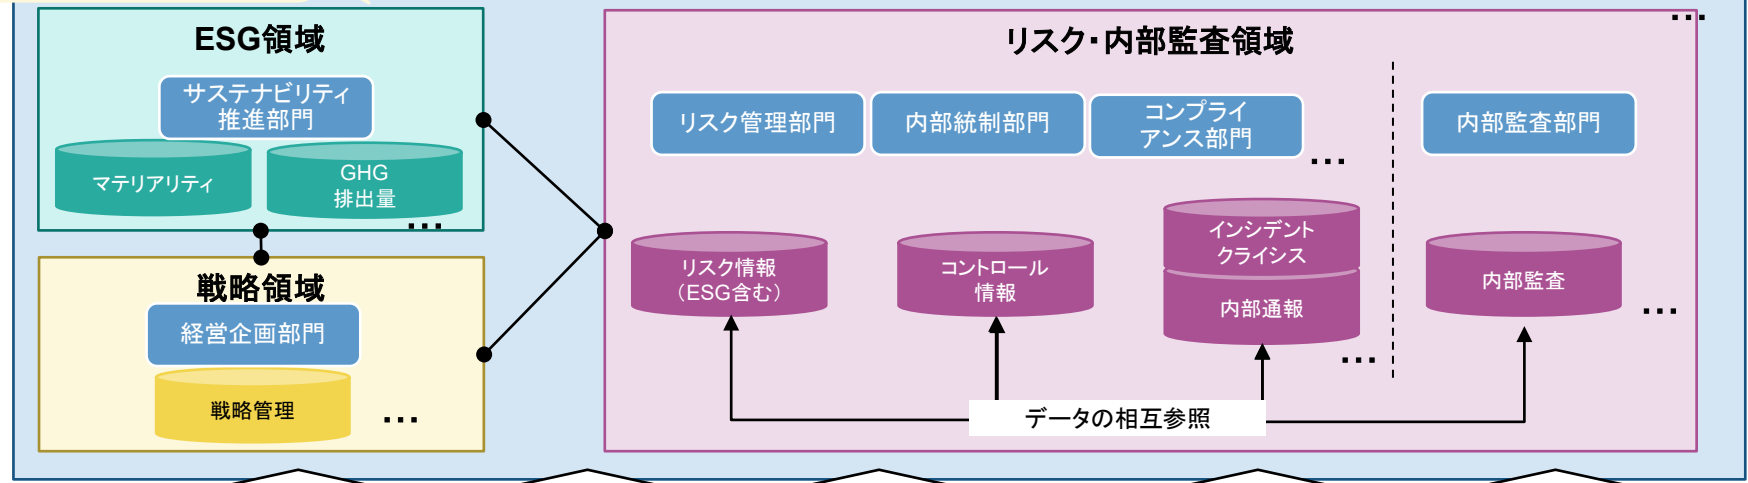 ESG領域
サステナビリティ
推進部門
マテリアリティ
GHG
排出量
…
戦略領域
経営企画部門
戦略管理
…
…
リスク・内部監査領域
リスク管理部門
内部統制部門
コンプライ
アンス部門
…
内部監査部門
リスク情報
（ESG含む）
コントロール
情報
インシデント
クライシス
内部通報
…
内部監査
…
データの相互参照